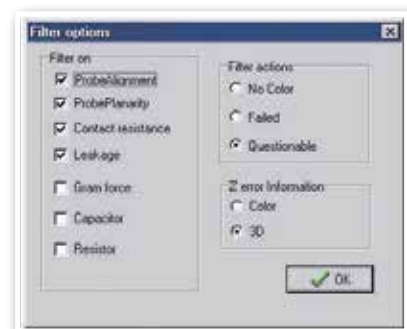 Filter options
Filter on
ProbeAlignment
ProbePlanarity
Contact resistance
Leakage
Gram force
Capacitor
Resistor
Filter actions
No Color
Failed
Questionable
Z error Information
Color
3D
OK